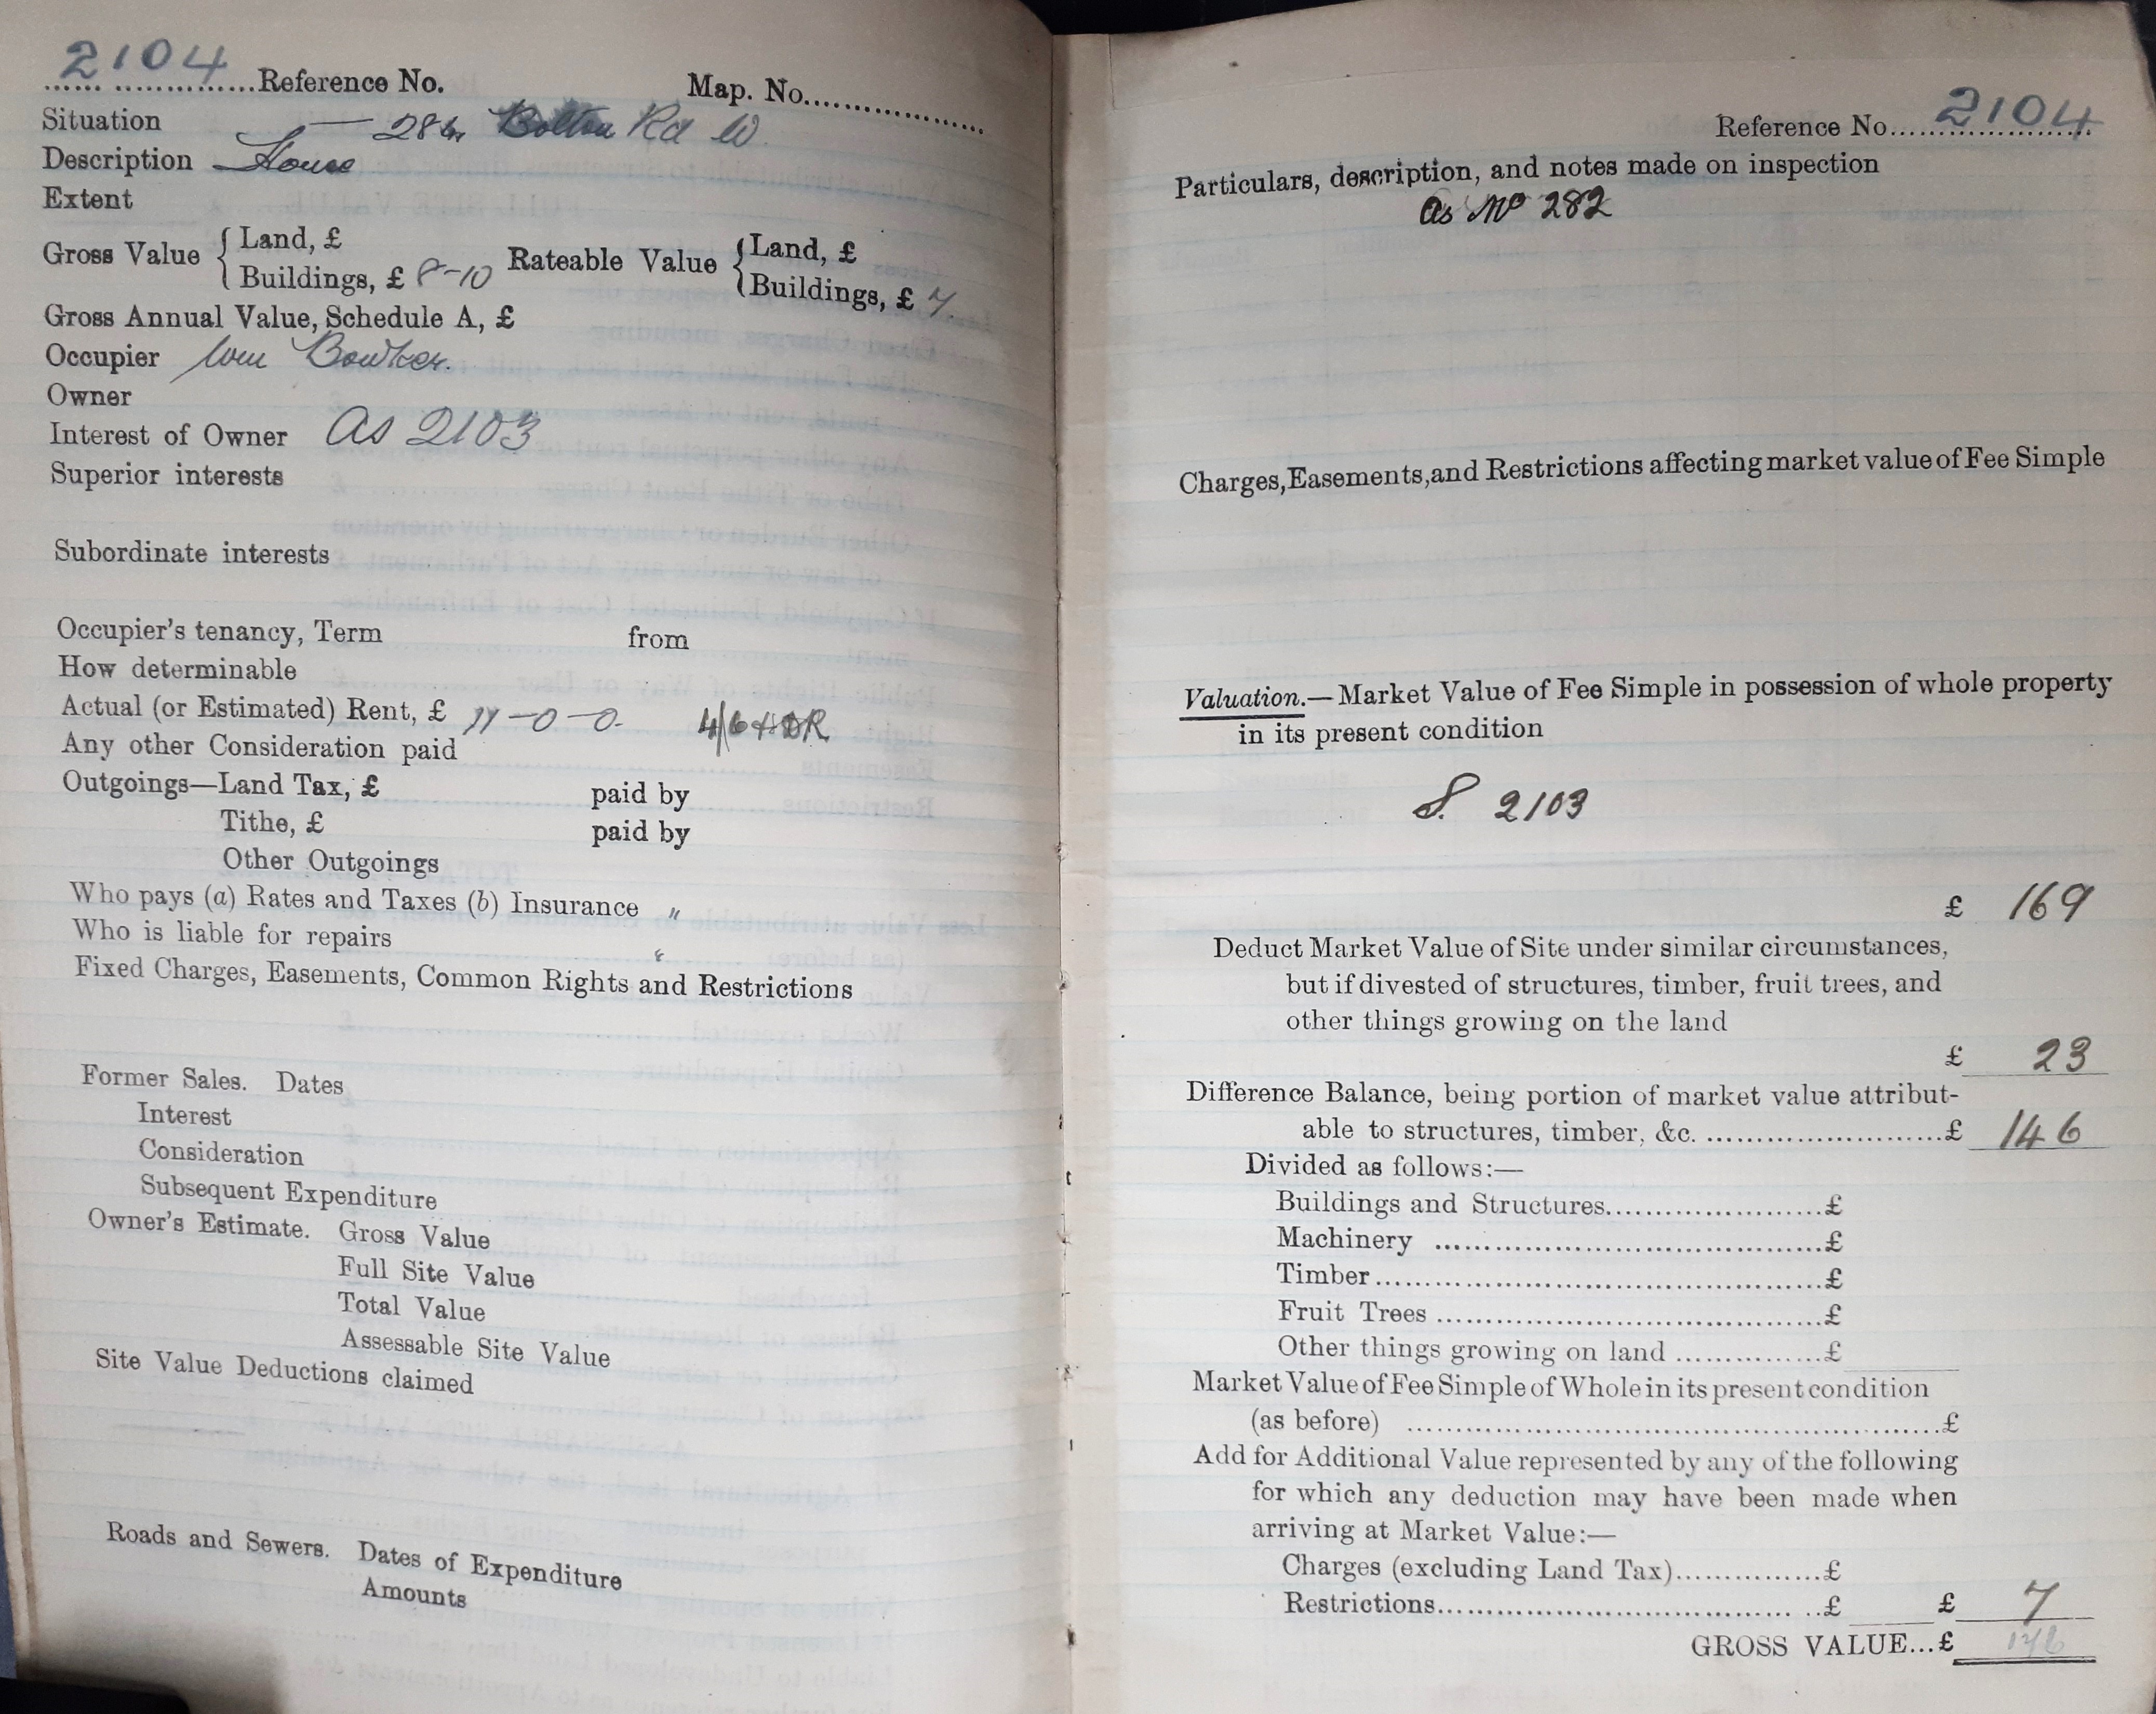 2104 Reference No. Map. No.
Situation 284 Bolton Rd W.
Description House
Extent
Gross Value { Land, £ Rateable Value { Land, £
Buildings, £ 8-10 Buildings, £ 7.
Gross Annual Value, Schedule A, £
Occupier Wm Bowker.
Owner
Interest of Owner As 2103
Superior interests
Subordinate interests
Occupier's tenancy, Term from
How determinable
Actual (or Estimated) Rent, £ 11-0-0. 4/6
Any other Consideration paid
Outgoings—Land Tax, £ paid by
Tithe, £ paid by
Other Outgoings
Who pays (a) Rates and Taxes (b) Insurance "
Who is liable for repairs
Fixed Charges, Easements, Common Rights and Restrictions
Former Sales. Dates
Interest
Consideration
Subsequent Expenditure
Owner's Estimate. Gross Value
Full Site Value
Total Value
Assessable Site Value
Site Value Deductions claimed
Roads and Sewers. Dates of Expenditure
Amounts
Reference No. 2104
Particulars, description, and notes made on inspection
as No 282
Charges, Easements, and Restrictions affecting market value of Fee Simple
Valuation.—Market Value of Fee Simple in possession of whole property
in its present condition
S. 2103
£ 169
Deduct Market Value of Site under similar circumstances,
but if divested of structures, timber, fruit trees, and
other things growing on the land
£ 23
Difference Balance, being portion of market value attribut-
able to structures, timber, &c. £ 146
Divided as follows:—
Buildings and Structures £
Machinery £
Timber £
Fruit Trees £
Other things growing on land £
Market Value of Fee Simple of Whole in its present condition
(as before) £
Add for Additional Value represented by any of the following
for which any deduction may have been made when
arriving at Market Value:—
Charges (excluding Land Tax) £
Restrictions £ £ 7
GROSS VALUE...£ 176